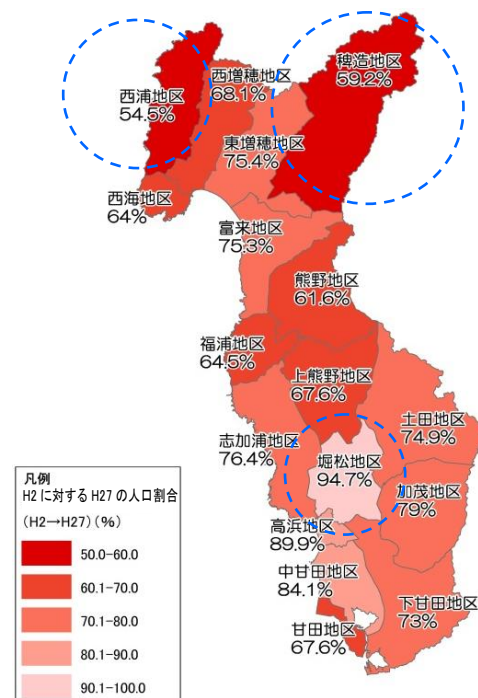 稗造地区
59.2%
西増穂地区
68.1%
西浦地区
54.5%
東増穂地区
75.4%
西海地区
64%
富来地区
75.3%
熊野地区
61.6%
福浦地区
64.5%
上熊野地区
67.6%
土田地区
74.9%
志加浦地区
76.4%
堀松地区
94.7%
加茂地区
79%
高浜地区
89.9%
中甘田地区
84.1%
下甘田地区
73%
甘田地区
67.6%
凡例
H2 に対する H27 の人口割合
(H2→H27)(%)
50.0-60.0
60.1-70.0
70.1-80.0
80.1-90.0
90.1-100.0